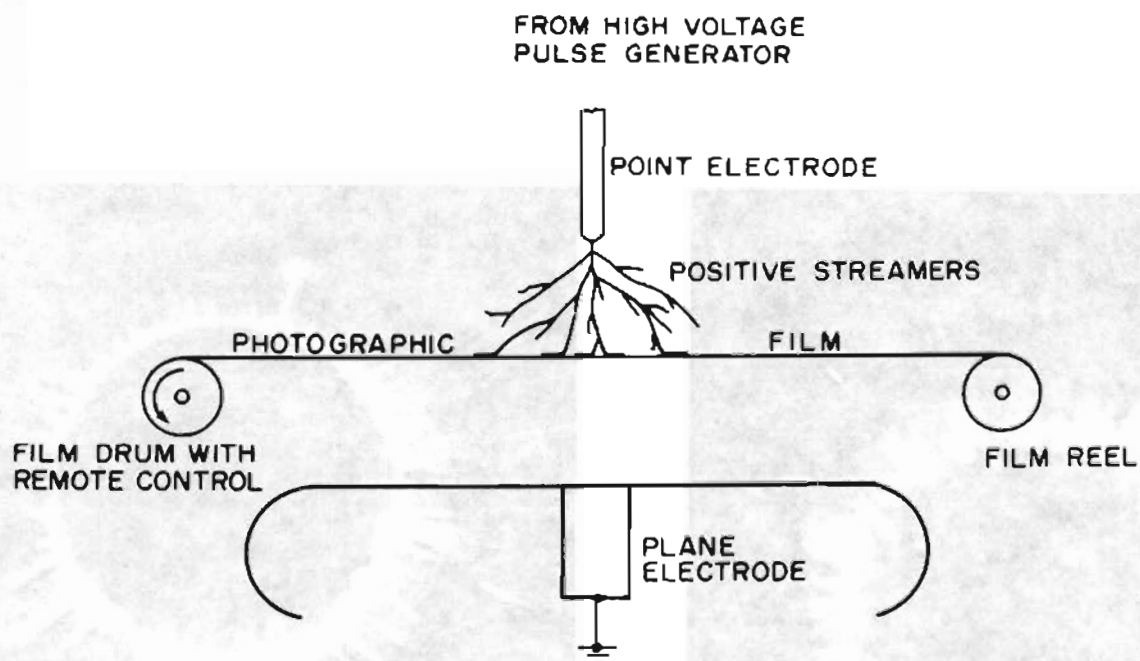 FROM HIGH VOLTAGE
PULSE GENERATOR
POINT ELECTRODE
POSITIVE STREAMERS
PHOTOGRAPHIC FILM
FILM DRUM WITH
REMOTE CONTROL
FILM REEL
PLANE
ELECTRODE